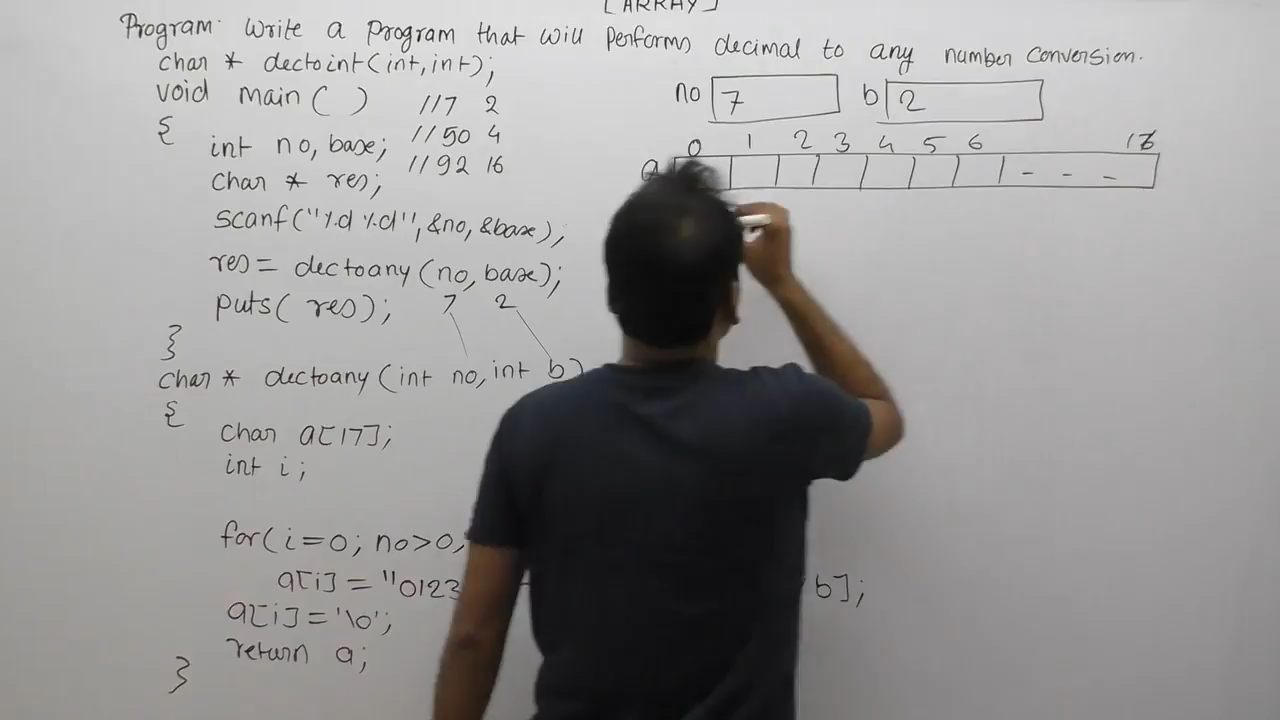 [ARRAY]
Program: Write a Program that will Performs decimal to any number conversion.
char * dectoint(int,int);
void main( )
{
int no, base;
char * res;
scanf("%d %d",&no,&base);
res= dectoany(no, base);
puts( res);
}
char * dectoany(int no, int b)
{
char a[17];
int i;
for(i=0; no>0;
a[i] = "0123 b];
a[i]='\0';
return a;
}
117 2
1150 4
1192 16
7 2
no 7 b 2
0 1 2 3 4 5 6 16
a - - -